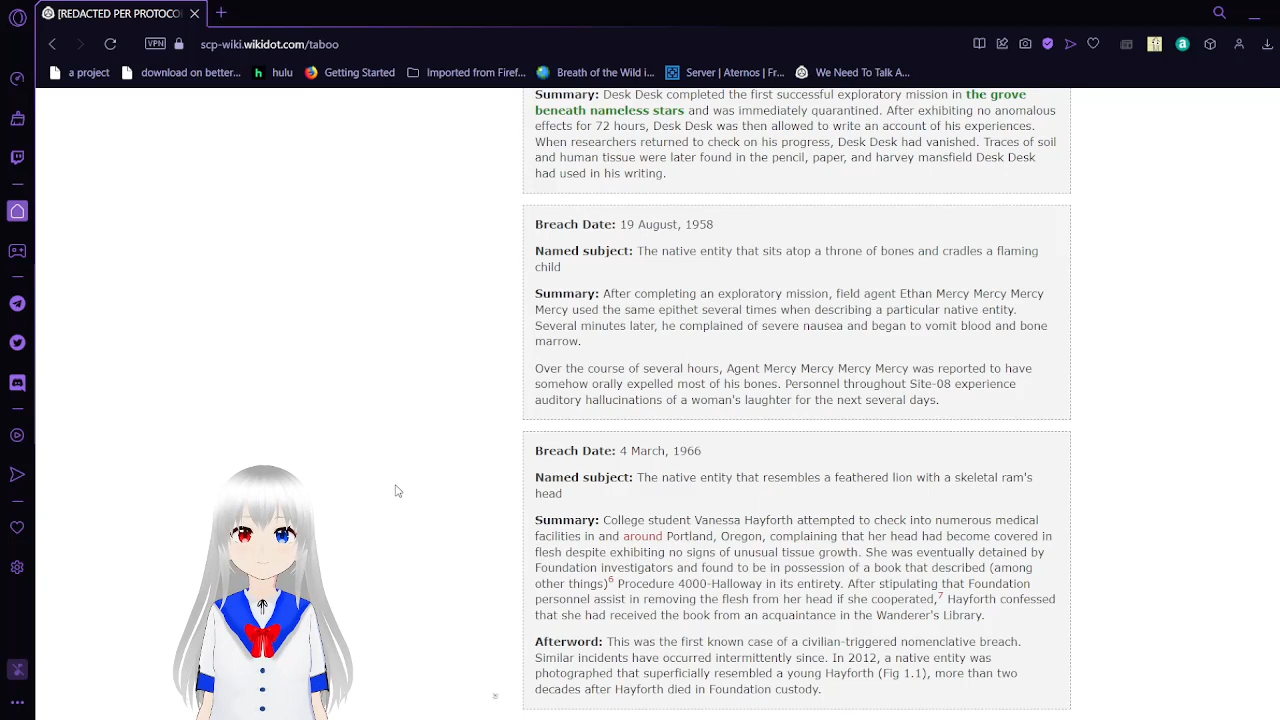 [REDACTED PER PROTOCO
scp-wiki.wikidot.com/taboo
VPN
a project
download on better...
h hulu
Getting Started
Imported from Firef...
Breath of the Wild i...
Server | Aternos | Fr...
We Need To Talk A...
Summary: Desk Desk completed the first successful exploratory mission in the grove
beneath nameless stars and was immediately quarantined. After exhibiting no anomalous
effects for 72 hours, Desk Desk was then allowed to write an account of his experiences.
When researchers returned to check on his progress, Desk Desk had vanished. Traces of soil
and human tissue were later found in the pencil, paper, and harvey mansfield Desk Desk
had used in his writing.
Breach Date: 19 August, 1958
Named subject: The native entity that sits atop a throne of bones and cradles a flaming
child
Summary: After completing an exploratory mission, field agent Ethan Mercy Mercy Mercy
Mercy used the same epithet several times when describing a particular native entity.
Several minutes later, he complained of severe nausea and began to vomit blood and bone
marrow.
Over the course of several hours, Agent Mercy Mercy Mercy Mercy was reported to have
somehow orally expelled most of his bones. Personnel throughout Site-08 experience
auditory hallucinations of a woman's laughter for the next several days.
Breach Date: 4 March, 1966
Named subject: The native entity that resembles a feathered lion with a skeletal ram's
head
Summary: College student Vanessa Hayforth attempted to check into numerous medical
facilities in and around Portland, Oregon, complaining that her head had become covered in
flesh despite exhibiting no signs of unusual tissue growth. She was eventually detained by
Foundation investigators and found to be in possession of a book that described (among
other things)6 Procedure 4000-Halloway in its entirety. After stipulating that Foundation
personnel assist in removing the flesh from her head if she cooperated,7 Hayforth confessed
that she had received the book from an acquaintance in the Wanderer's Library.
Afterword: This was the first known case of a civilian-triggered nomenclative breach.
Similar incidents have occurred intermittently since. In 2012, a native entity was
photographed that superficially resembled a young Hayforth (Fig 1.1), more than two
decades after Hayforth died in Foundation custody.